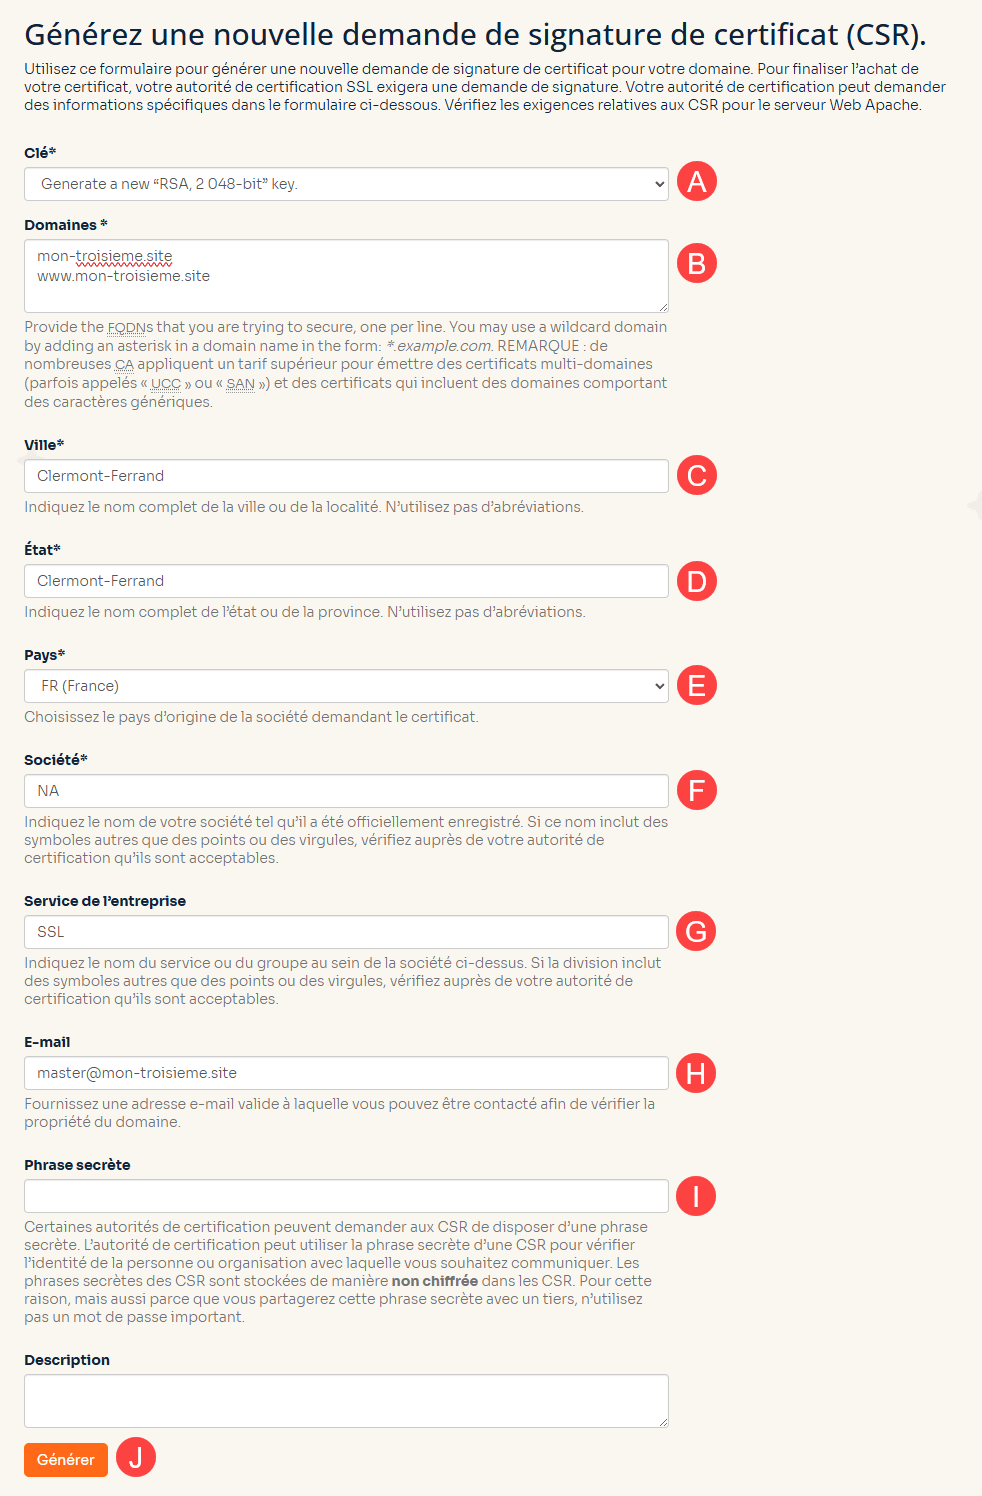 Générez une nouvelle demande de signature de certificat (CSR).
Utilisez ce formulaire pour générer une nouvelle demande de signature de certificat pour votre domaine. Pour finaliser l’achat de
votre certificat, votre autorité de certification SSL exigera une demande de signature. Votre autorité de certification peut demander
des informations spécifiques dans le formulaire ci-dessous. Vérifiez les exigences relatives aux CSR pour le serveur Web Apache.
Clé*
Generate a new “RSA, 2 048-bit” key.
A
Domaines *
mon-troisieme.site
www.mon-troisieme.site
B
Provide the FQDNs that you are trying to secure, one per line. You may use a wildcard domain
by adding an asterisk in a domain name in the form: *.example.com. REMARQUE : de
nombreuses CA appliquent un tarif supérieur pour émettre des certificats multi-domaines
(parfois appelés « UCC » ou « SAN ») et des certificats qui incluent des domaines comportant
des caractères génériques.
Ville*
Clermont-Ferrand
C
Indiquez le nom complet de la ville ou de la localité. N’utilisez pas d’abréviations.
État*
Clermont-Ferrand
D
Indiquez le nom complet de l’état ou de la province. N’utilisez pas d’abréviations.
Pays*
FR (France)
E
Choisissez le pays d’origine de la société demandant le certificat.
Société*
NA
F
Indiquez le nom de votre société tel qu’il a été officiellement enregistré. Si ce nom inclut des
symboles autres que des points ou des virgules, vérifiez auprès de votre autorité de
certification qu’ils sont acceptables.
Service de l’entreprise
SSL
G
Indiquez le nom du service ou du groupe au sein de la société ci-dessus. Si la division inclut
des symboles autres que des points ou des virgules, vérifiez auprès de votre autorité de
certification qu’ils sont acceptables.
E-mail
master@mon-troisieme.site
H
Fournissez une adresse e-mail valide à laquelle vous pouvez être contacté afin de vérifier la
propriété du domaine.
Phrase secrète
I
Certaines autorités de certification peuvent demander aux CSR de disposer d’une phrase
secrète. L’autorité de certification peut utiliser la phrase secrète d’une CSR pour vérifier
l’identité de la personne ou organisation avec laquelle vous souhaitez communiquer. Les
phrases secrètes des CSR sont stockées de manière non chiffrée dans les CSR. Pour cette
raison, mais aussi parce que vous partagerez cette phrase secrète avec un tiers, n’utilisez
pas un mot de passe important.
Description
Générer
J